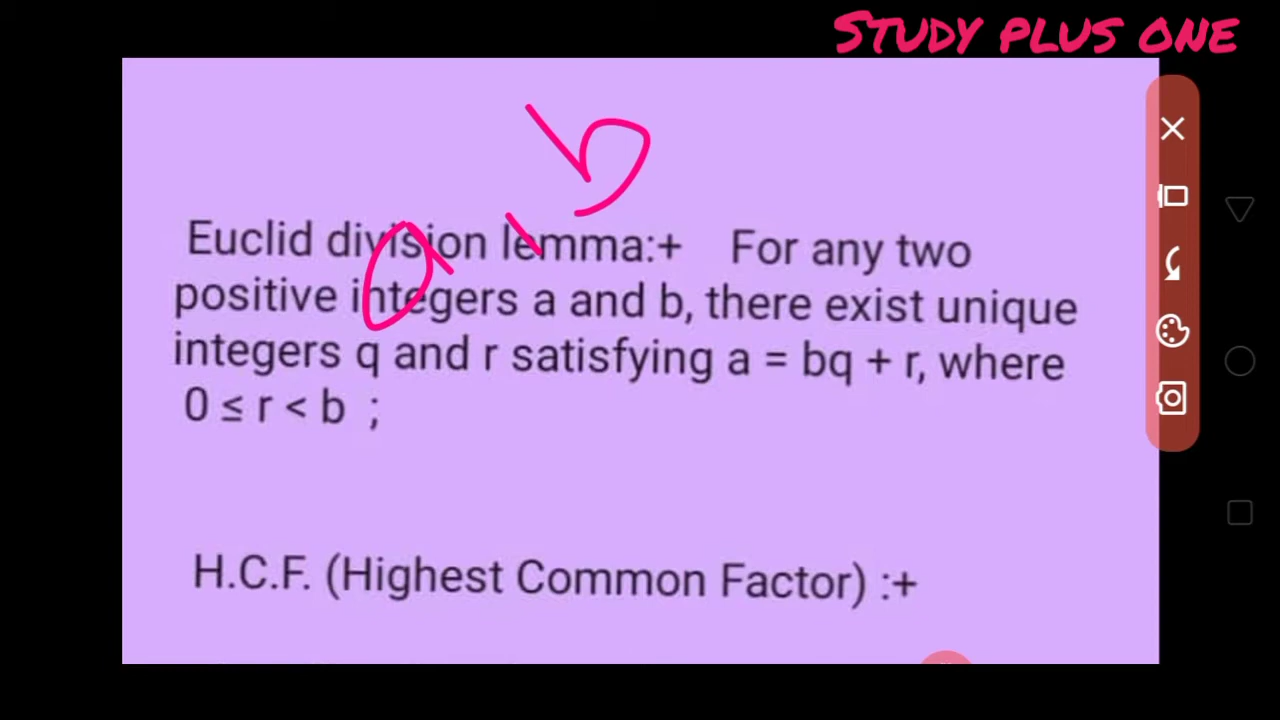 STUDY PLUS ONE
a , b
Euclid division lemma:+ For any two
positive integers a and b, there exist unique
integers q and r satisfying a = bq + r, where
0 ≤ r < b ;
H.C.F. (Highest Common Factor) :+